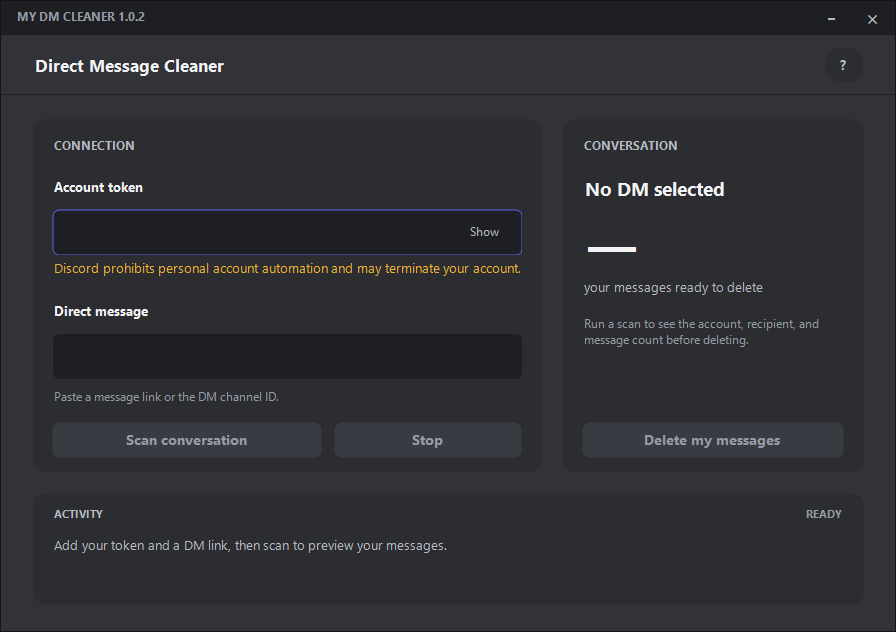 MY DM CLEANER 1.0.2
Direct Message Cleaner
?
CONNECTION
Account token
Show
Discord prohibits personal account automation and may terminate your account.
Direct message
Paste a message link or the DM channel ID.
Scan conversation
Stop
CONVERSATION
No DM selected
—
your messages ready to delete
Run a scan to see the account, recipient, and
message count before deleting.
Delete my messages
ACTIVITY
READY
Add your token and a DM link, then scan to preview your messages.